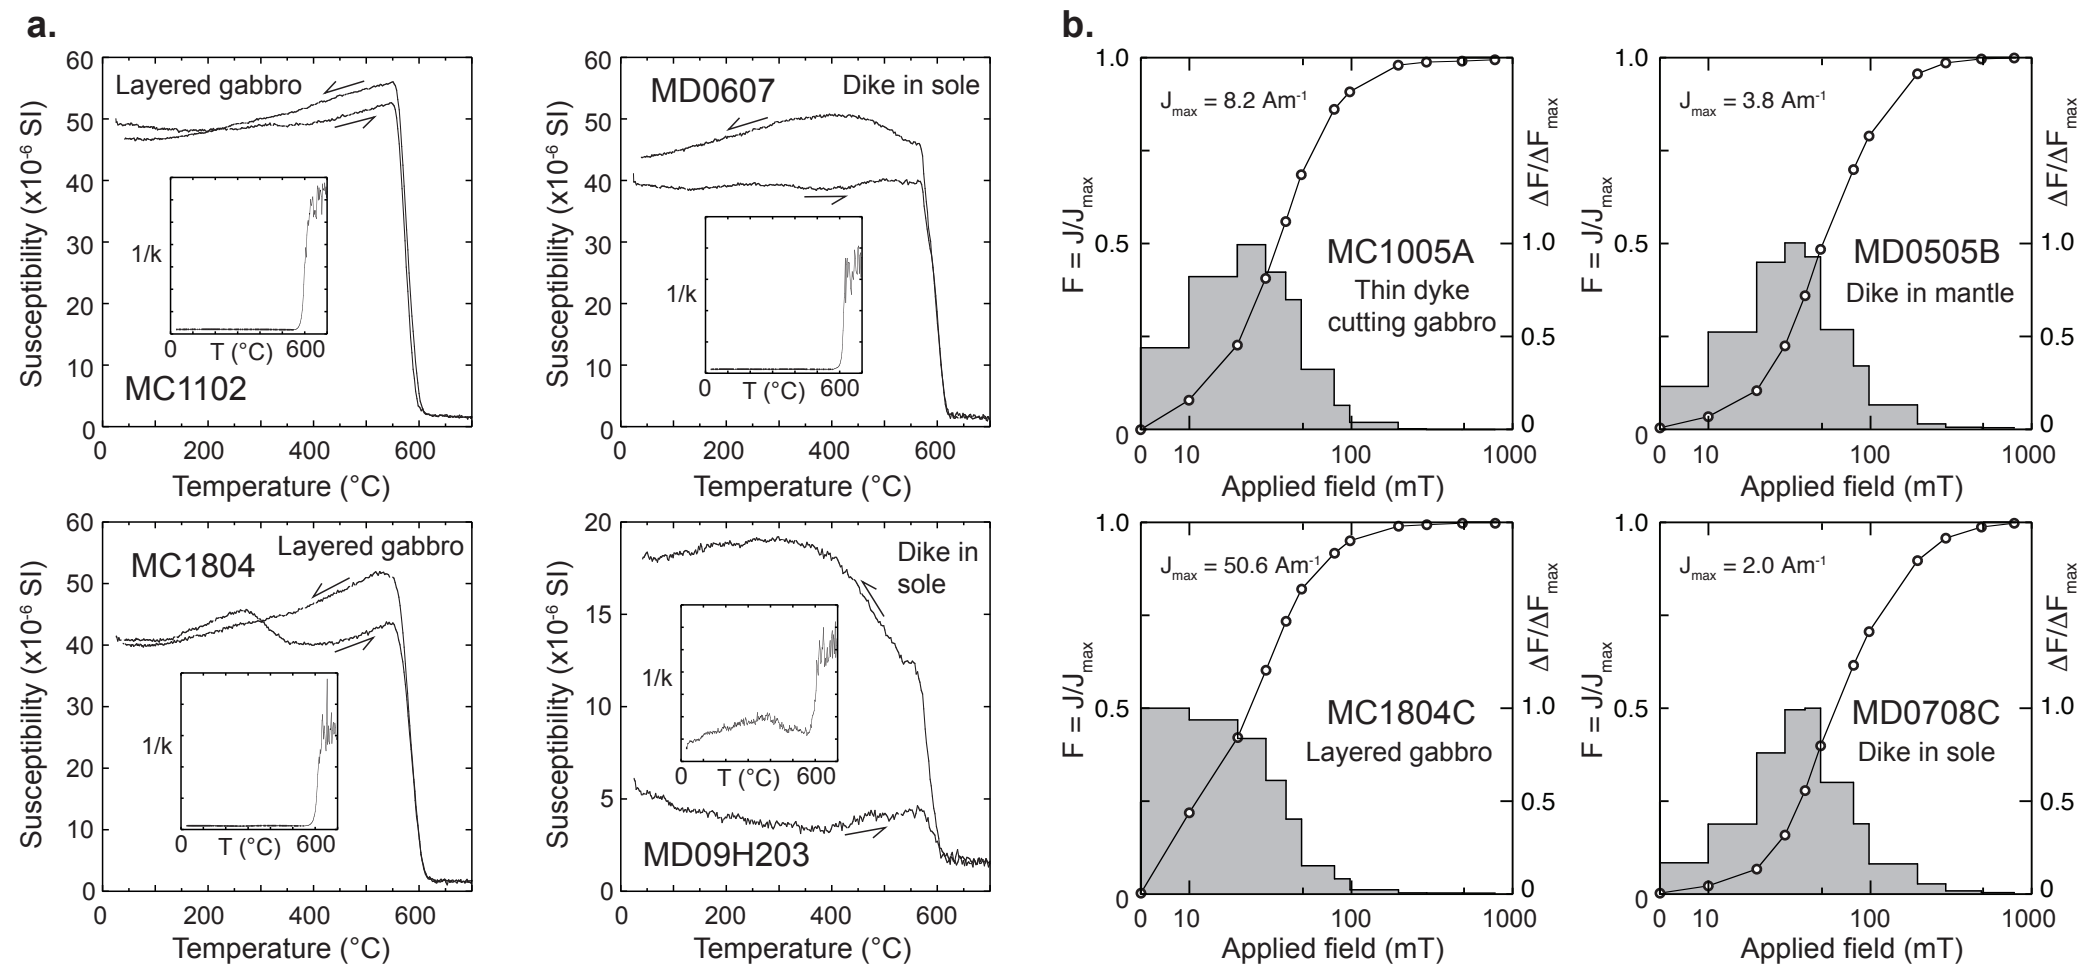 a.
60
50
40
30
20
10
0
Susceptibility (x10⁻⁶ SI)
Layered gabbro
1/k
0
T (°C)
600
MC1102
0
200
400
600
Temperature (°C)
60
50
40
30
20
10
0
Susceptibility (x10⁻⁶ SI)
MD0607
Dike in sole
1/k
0
T (°C)
600
0
200
400
600
Temperature (°C)
60
50
40
30
20
10
0
Susceptibility (x10⁻⁶ SI)
MC1804
Layered gabbro
1/k
0
T (°C)
600
0
200
400
600
Temperature (°C)
20
15
10
5
0
Susceptibility (x10⁻⁶ SI)
Dike in
sole
1/k
0
T (°C)
600
MD09H203
0
200
400
600
Temperature (°C)
b.
1.0
0.5
0
F = J/Jmax
Jmax = 8.2 Am⁻¹
MC1005A
Thin dyke
cutting gabbro
ΔF/ΔFmax
1.0
0.5
0
0
10
100
1000
Applied field (mT)
1.0
0.5
0
F = J/Jmax
Jmax = 3.8 Am⁻¹
MD0505B
Dike in mantle
ΔF/ΔFmax
1.0
0.5
0
0
10
100
1000
Applied field (mT)
1.0
0.5
0
F = J/Jmax
Jmax = 50.6 Am⁻¹
MC1804C
Layered gabbro
ΔF/ΔFmax
1.0
0.5
0
0
10
100
1000
Applied field (mT)
1.0
0.5
0
F = J/Jmax
Jmax = 2.0 Am⁻¹
MD0708C
Dike in sole
ΔF/ΔFmax
1.0
0.5
0
0
10
100
1000
Applied field (mT)